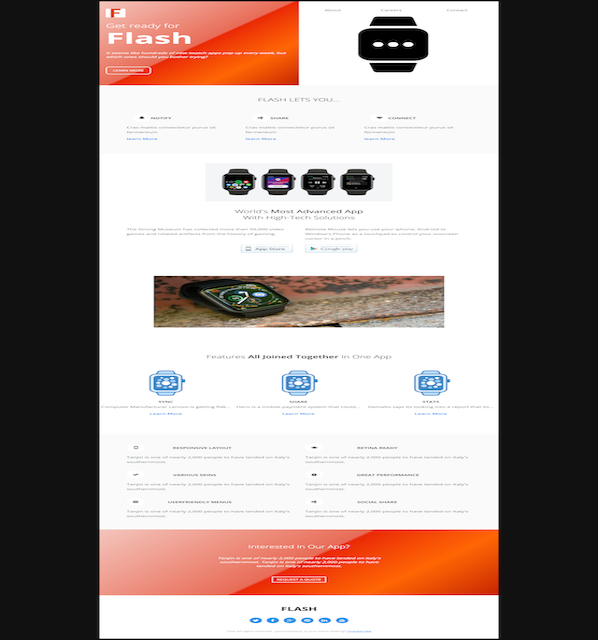 F
About Careers Contact
Get ready for
Flash
It seems like hundreds of new launch apps pop up every week, but
which ones should you bother trying?
LEARN MORE
FLASH LETS YOU...
NOTIFY
Cras mattis consectetur purus sit
fermentum
learn More
SHARE
Cras mattis consectetur purus sit
fermentum
learn More
CONNECT
Cras mattis consectetur purus sit
fermentum
learn More
World's Most Advanced App
With High-Tech Solutions
The Strong Museum has collected more than 55,000 video
games and related artifacts from the history of gaming.
App Store
Remote Mouse lets you use your iphone, Android or
Window's Phone as a touchpad as control your overseen
cursor in a pinch.
Google play
Features All Joined Together In One App
SYNC
Computer Manufacturer Lenovo is getting flak...
Learn More
SHARE
Here is a mobile payment system that could...
Learn More
STATS
Domaino says its looking into a report that its...
Learn More
RESPONSIVE LAYOUT
Tanjin is one of nearly 2,000 people to have landed on Italy's
southernmost.
RETINA READY
Tanjin is one of nearly 2,000 people to have landed on Italy's
southernmost.
VARIOUS SKINS
Tanjin is one of nearly 2,000 people to have landed on Italy's
southernmost.
GREAT PERFORMANCE
Tanjin is one of nearly 2,000 people to have landed on Italy's
southernmost.
USERFRIENDLY MENUS
Tanjin is one of nearly 2,000 people to have landed on Italy's
southernmost.
SOCIAL SHARE
Tanjin is one of nearly 2,000 people to have landed on Italy's
southernmost.
Interested In Our App?
Tanjin is one of nearly 2,000 people to have landed on Italy's
southernmost. Tanjin is one of nearly 2,000 people to have
landed on Italy's southernmost.
REQUEST A QUOTE
FLASH